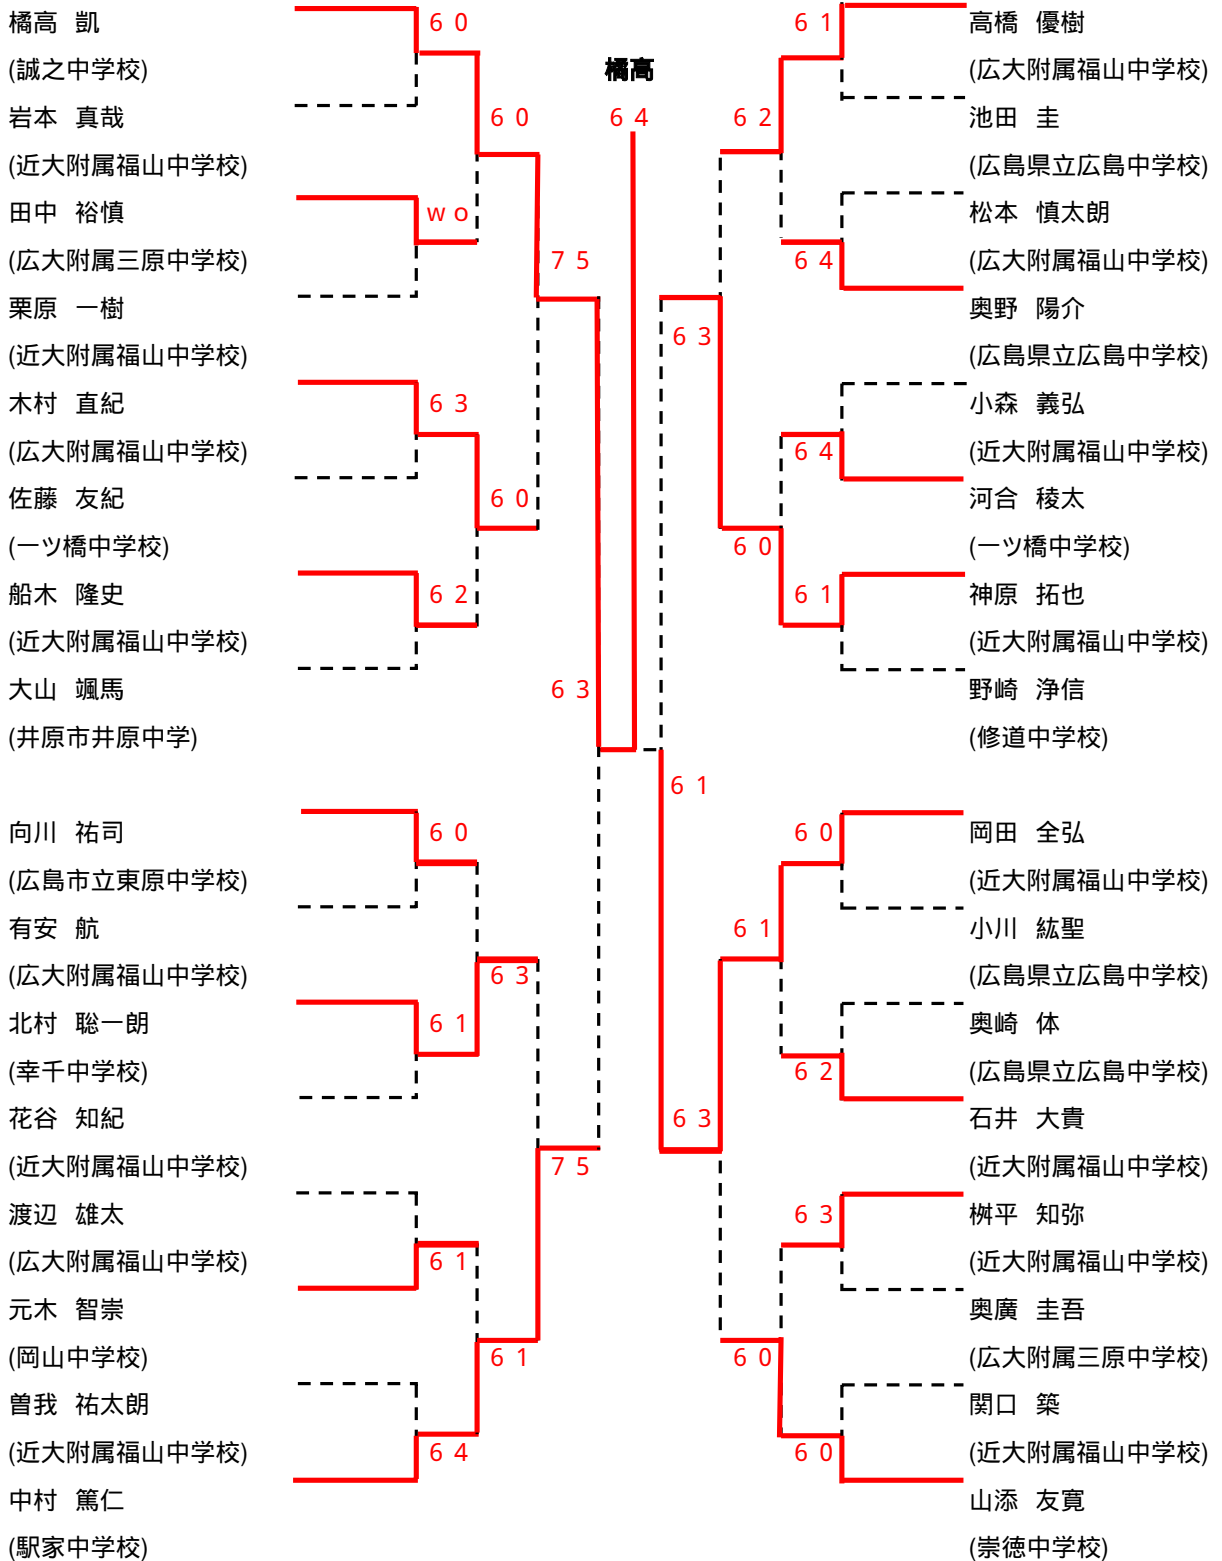 橘高 凱
6 0
6 1
高橋 優樹
(誠之中学校)
橘高
(広大附属福山中学校)
岩本 真哉
6 0
6 4
6 2
池田 圭
(近大附属福山中学校)
(広島県立広島中学校)
田中 裕慎
w o
松本 慎太朗
(広大附属三原中学校)
7 5
6 4
(広大附属福山中学校)
栗原 一樹
奥野 陽介
6 3
(近大附属福山中学校)
(広島県立広島中学校)
木村 直紀
6 3
小森 義弘
(広大附属福山中学校)
6 4
(近大附属福山中学校)
佐藤 友紀
6 0
河合 稜太
(一ツ橋中学校)
6 0
(一ツ橋中学校)
船木 隆史
6 2
6 1
神原 拓也
(近大附属福山中学校)
(近大附属福山中学校)
大山 颯馬
6 3
野崎 浄信
(井原市井原中学)
(修道中学校)
6 1
向川 祐司
6 0
6 0
岡田 全弘
(広島市立東原中学校)
(近大附属福山中学校)
有安 航
6 1
小川 紘聖
(広大附属福山中学校)
6 3
(広島県立広島中学校)
北村 聡一朗
6 1
奥崎 体
(幸千中学校)
6 2
(広島県立広島中学校)
花谷 知紀
6 3
石井 大貴
(近大附属福山中学校)
7 5
(近大附属福山中学校)
渡辺 雄太
6 3
桝平 知弥
(広大附属福山中学校)
6 1
(近大附属福山中学校)
元木 智崇
奥廣 圭吾
(岡山中学校)
6 1
6 0
(広大附属三原中学校)
曽我 祐太朗
関口 築
(近大附属福山中学校)
6 4
6 0
(近大附属福山中学校)
中村 篤仁
山添 友寛
(駅家中学校)
(崇徳中学校)